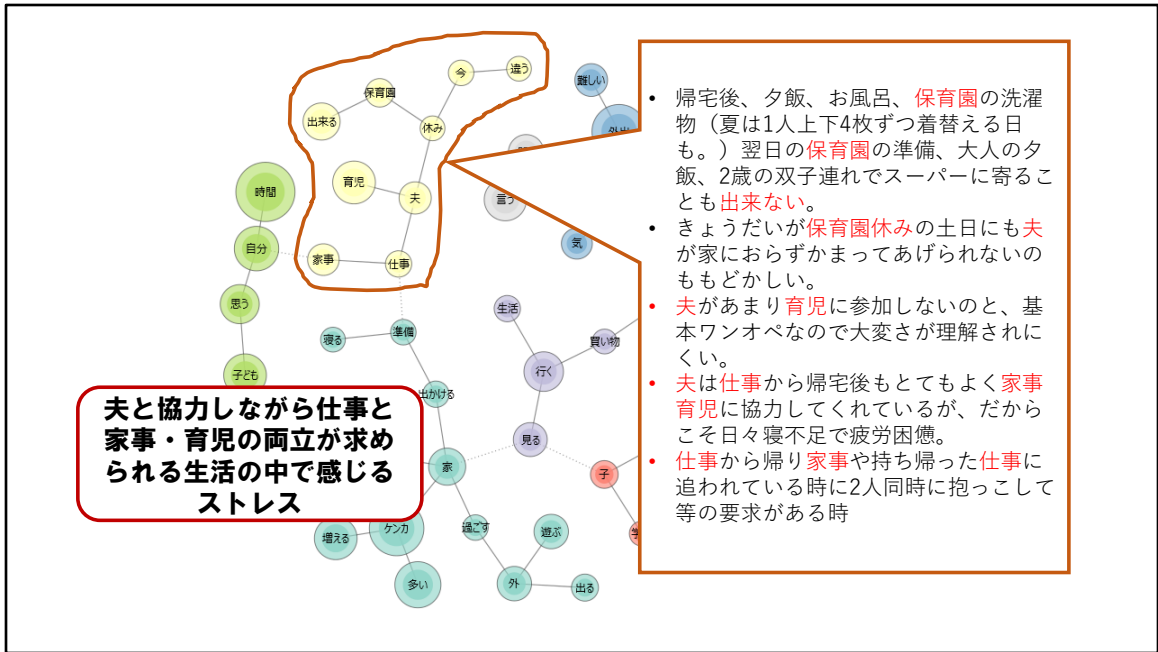 今
違う
難しい
保育園
出来る
休み
育児
夫
時間
言う
自分
気
家事
仕事
思う
生活
寝る
準備
買い物
行く
子ども
出かける
見る
家
子
ケンカ
増える
過ごす
遊ぶ
多い
外
出る
夫と協力しながら仕事と
家事・育児の両立が求め
られる生活の中で感じる
ストレス
• 帰宅後、夕飯、お風呂、保育園の洗濯
物（夏は1人上下4枚ずつ着替える日
も。）翌日の保育園の準備、大人の夕
飯、2歳の双子連れでスーパーに寄るこ
とも出来ない。
• きょうだいが保育園休みの土日にも夫
が家におらずかまってあげられないの
ももどかしい。
• 夫があまり育児に参加しないのと、基
本ワンオペなので大変さが理解されに
くい。
• 夫は仕事から帰宅後もとてもよく家事
育児に協力してくれているが、だから
こそ日々寝不足で疲労困憊。
• 仕事から帰り家事や持ち帰った仕事に
追われている時に2人同時に抱っこして
等の要求がある時